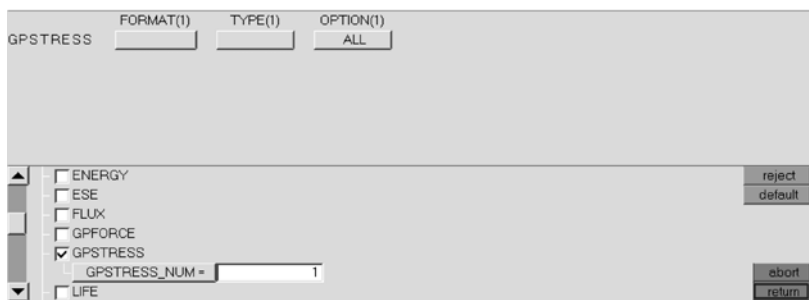 FORMAT(1) TYPE(1) OPTION(1)
GPSTRESS ALL
ENERGY reject
ESE default
FLUX
GPFORCE
GPSTRESS
GPSTRESS_NUM = 1 abort
LIFE return